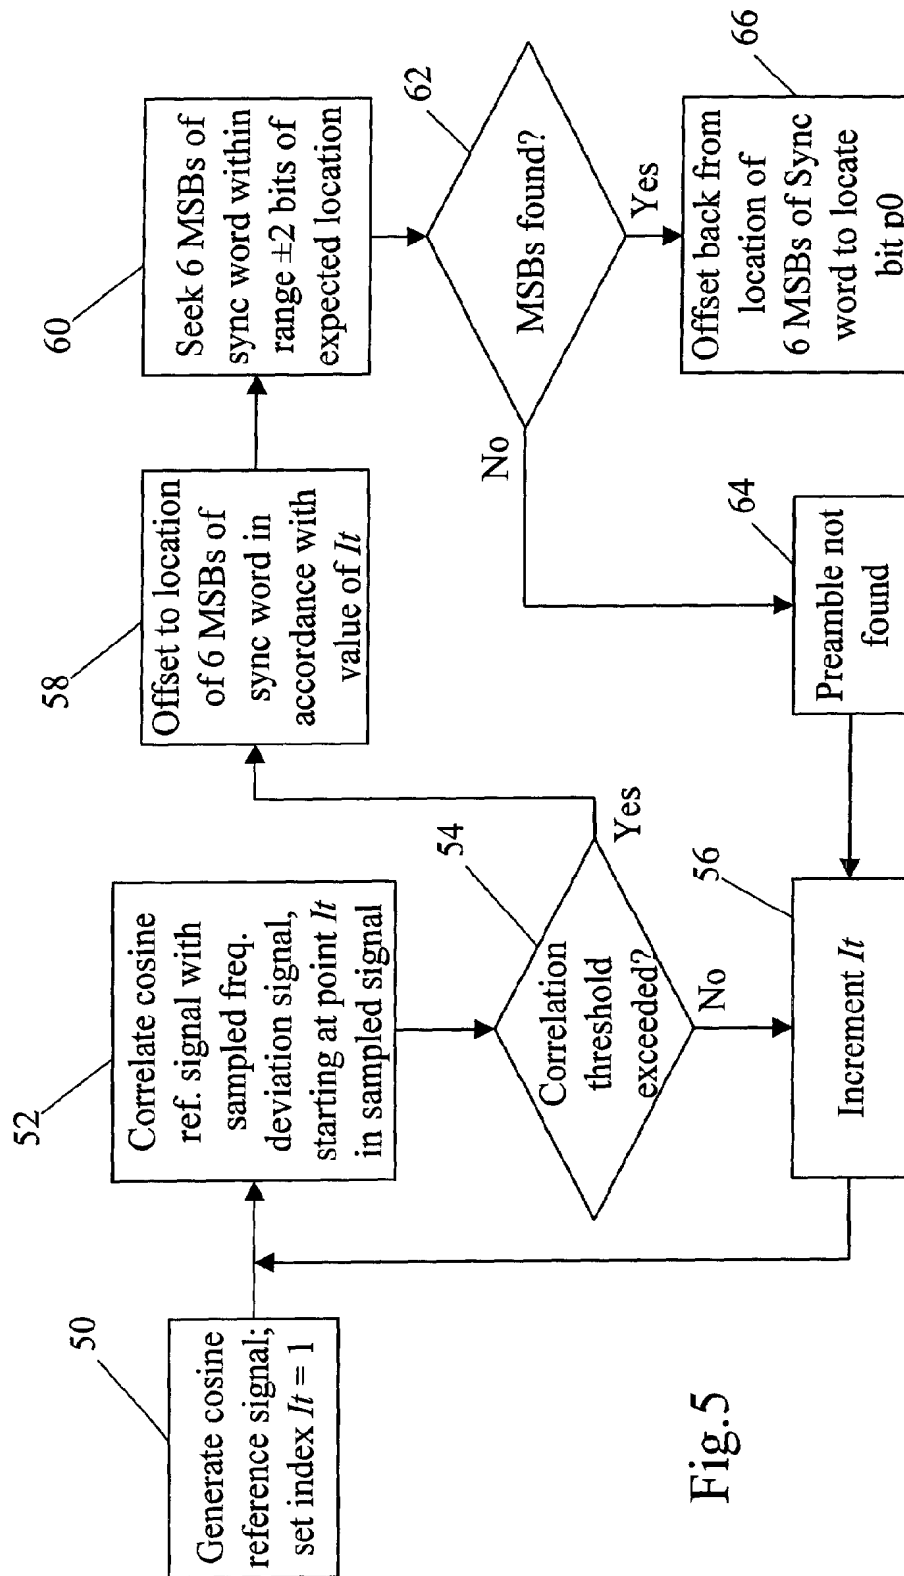 50
Generate cosine
reference signal;
set index It = 1
52
Correlate cosine
ref. signal with
sampled freq.
deviation signal,
starting at point It
in sampled signal
54
Correlation
threshold
exceeded?
Yes
No
56
Increment It
58
Offset to location
of 6 MSBs of
sync word in
accordance with
value of It
60
Seek 6 MSBs of
sync word within
range ±2 bits of
expected location
62
MSBs found?
No
Yes
64
Preamble not
found
66
Offset back from
location of
6 MSBs of Sync
word to locate
bit p0
Fig.5